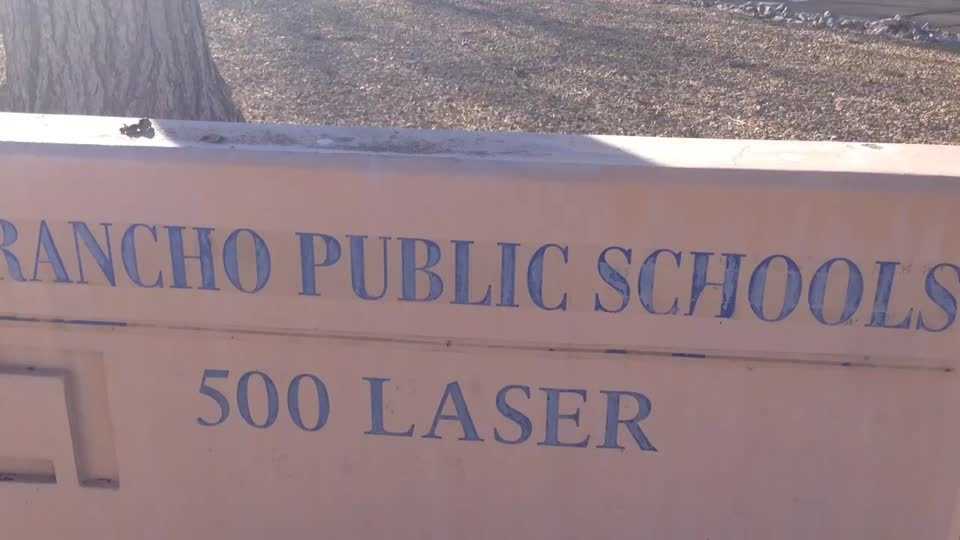 RANCHO PUBLIC SCHOOLS
500 LASER